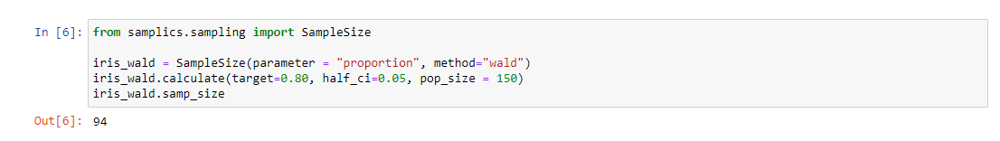 In [6]: from samplics.sampling import SampleSize
iris_wald = SampleSize(parameter = "proportion", method="wald")
iris_wald.calculate(target=0.80, half_ci=0.05, pop_size = 150)
iris_wald.samp_size
Out[6]: 94